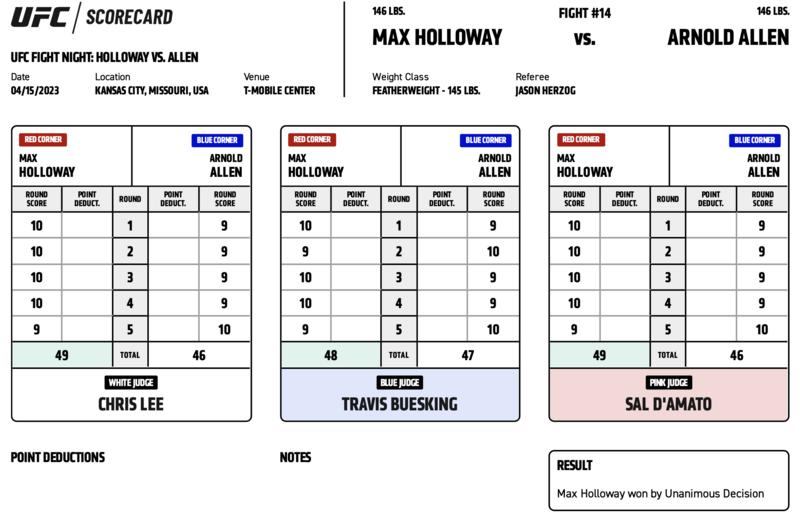 UFC / SCORECARD
UFC FIGHT NIGHT: HOLLOWAY VS. ALLEN
Date Location Venue
04/15/2023 KANSAS CITY, MISSOURI, USA T-MOBILE CENTER
146 LBS. FIGHT #14 146 LBS.
MAX HOLLOWAY VS. ARNOLD ALLEN
Weight Class Referee
FEATHERWEIGHT - 145 LBS. JASON HERZOG
RED CORNER BLUE CORNER
MAX ARNOLD
HOLLOWAY ALLEN
ROUND POINT ROUND POINT ROUND
SCORE DEDUCT. DEDUCT. SCORE
10 1 9
10 2 9
10 3 9
10 4 9
9 5 10
49 TOTAL 46
WHITE JUDGE
CHRIS LEE
RED CORNER BLUE CORNER
MAX ARNOLD
HOLLOWAY ALLEN
ROUND POINT ROUND POINT ROUND
SCORE DEDUCT. DEDUCT. SCORE
10 1 9
9 2 10
10 3 9
10 4 9
9 5 10
48 TOTAL 47
BLUE JUDGE
TRAVIS BUESKING
RED CORNER BLUE CORNER
MAX ARNOLD
HOLLOWAY ALLEN
ROUND POINT ROUND POINT ROUND
SCORE DEDUCT. DEDUCT. SCORE
10 1 9
10 2 9
10 3 9
10 4 9
9 5 10
49 TOTAL 46
PINK JUDGE
SAL D'AMATO
POINT DEDUCTIONS
NOTES
RESULT
Max Holloway won by Unanimous Decision